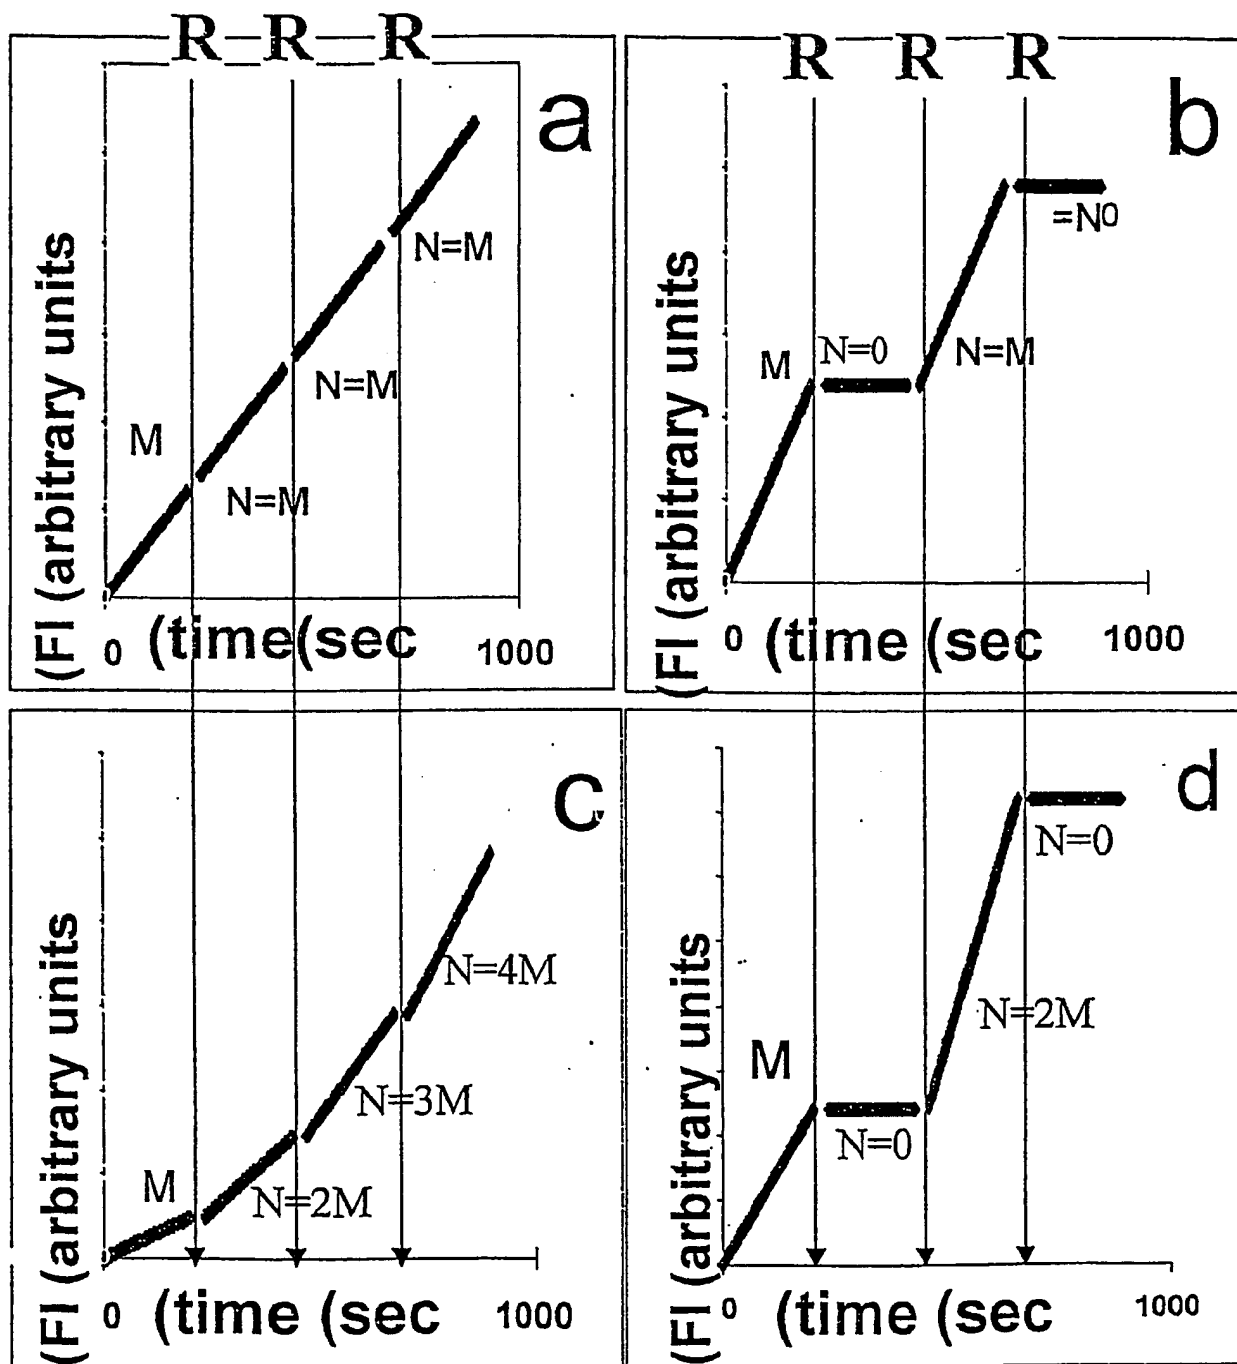 R R R
a
(FI (arbitrary units
M
N=M
N=M
N=M
0 (time(sec 1000
R R R
b
(FI (arbitrary units
M
N=0
N=M
=N0
0 (time (sec 1000
c
(FI (arbitrary units
M
N=2M
N=3M
N=4M
0 (time (sec 1000
d
(FI (arbitrary units
M
N=0
N=2M
N=0
0 (time (sec 1000